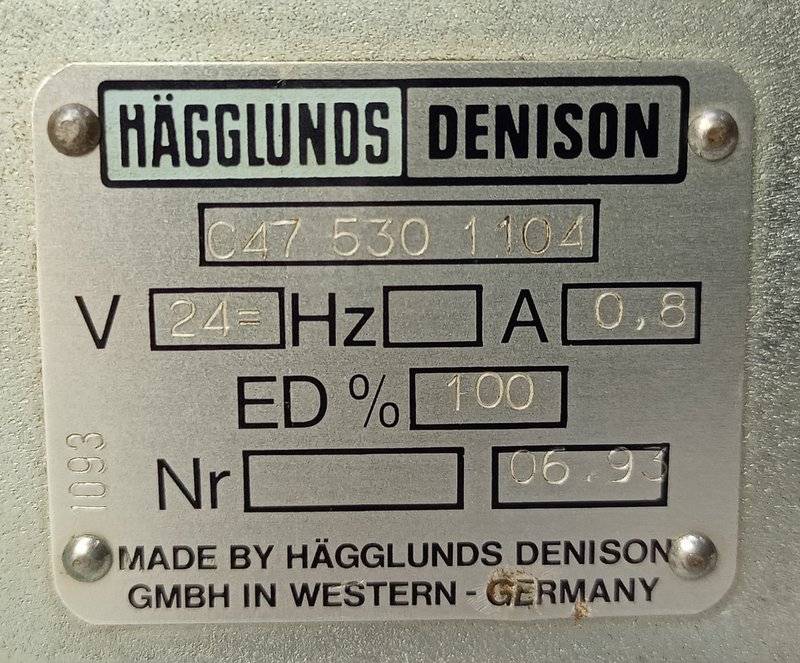 HÄGGLUNDS DENISON
C47 530 1104
V 24= Hz A 0,8
ED % 100
1093
Nr 06.93
MADE BY HÄGGLUNDS DENISON
GMBH IN WESTERN - GERMANY